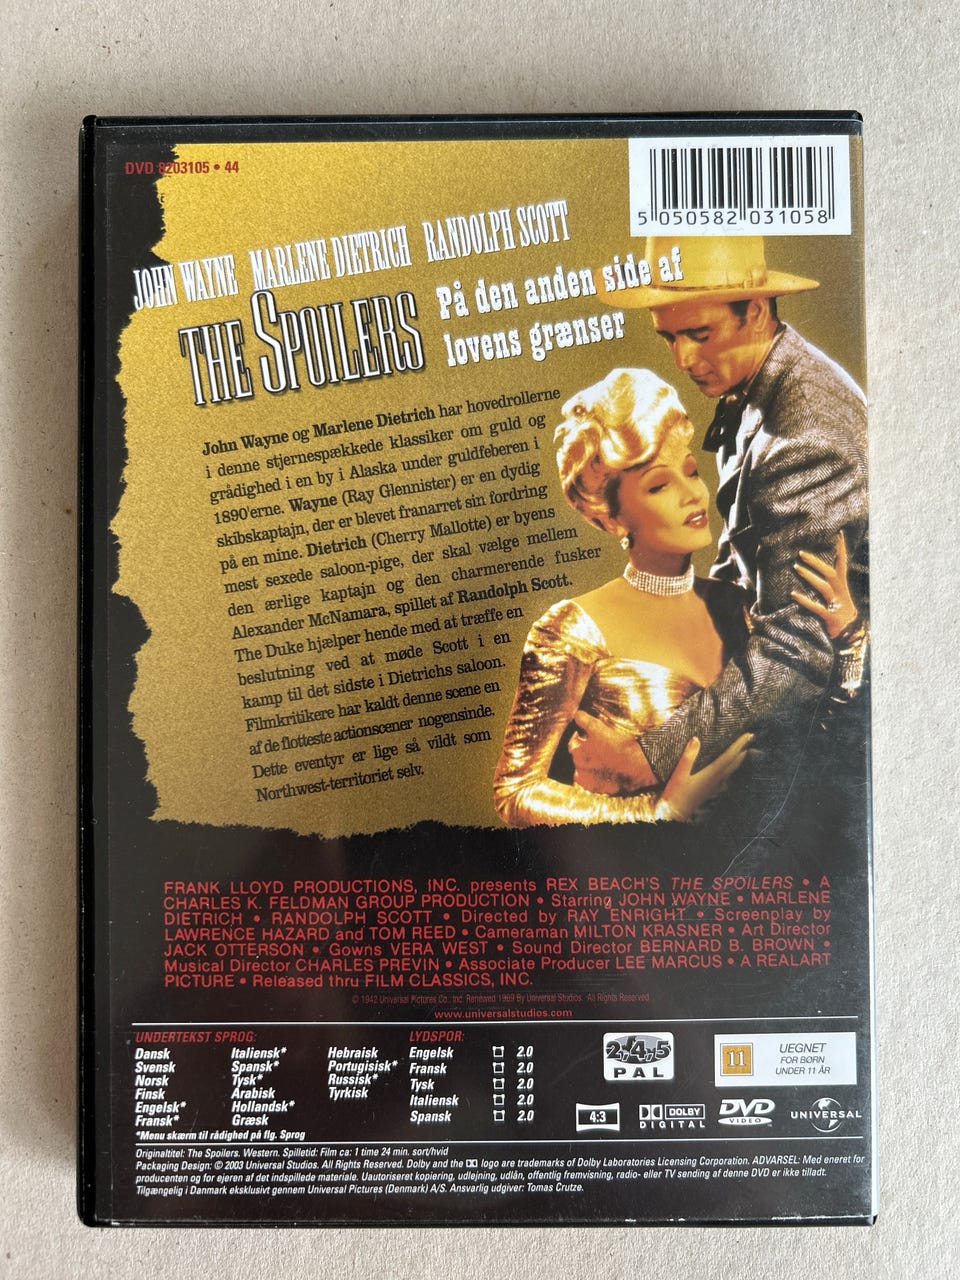 DVD 8203105 • 44
5 050582 031058
JOHN WAYNE MARLENE DIETRICH RANDOLPH SCOTT
THE SPOILERS
På den anden side af
lovens grænser
John Wayne og Marlene Dietrich har hovedrollerne
i denne stjernespækkede klassiker om guld og
grådighed i en by i Alaska under guldfeberen i
1890'erne. Wayne (Ray Glennister) er en dydig
skibskaptajn, der er blevet franarret sin fordring
på en mine. Dietrich (Cherry Mallotte) er byens
mest sexede saloon-pige, der skal vælge mellem
den ærlige kaptajn og den charmerende fusker
Alexander McNamara, spillet af Randolph Scott.
The Duke hjælper hende med at træffe en
beslutning ved at møde Scott i en
kamp til det sidste i Dietrichs saloon.
Filmkritikere har kaldt denne scene en
af de flotteste actionscener nogensinde.
Dette eventyr er lige så vildt som
Northwest-territoriet selv.
FRANK LLOYD PRODUCTIONS, INC. presents REX BEACH'S THE SPOILERS • A
CHARLES K. FELDMAN GROUP PRODUCTION • Starring JOHN WAYNE • MARLENE
DIETRICH • RANDOLPH SCOTT • Directed by RAY ENRIGHT • Screenplay by
LAWRENCE HAZARD and TOM REED • Cameraman MILTON KRASNER • Art Director
JACK OTTERSON • Gowns VERA WEST • Sound Director BERNARD B. BROWN •
Musical Director CHARLES PREVIN • Associate Producer LEE MARCUS • A REALART
PICTURE • Released thru FILM CLASSICS, INC.
© 1942 Universal Pictures Co., Inc. Renewed 1969 By Universal Studios. All Rights Reserved
www.universalstudios.com
UNDERTEKST SPROG:
Dansk Italiensk* Hebraisk
Svensk Spansk* Portugisisk*
Norsk Tysk* Russisk*
Finsk Arabisk Tyrkisk
Engelsk* Hollandsk*
Fransk* Græsk
*Menu skærm til rådighed på flg. Sprog
LYDSPOR:
Engelsk 2.0
Fransk 2.0
Tysk 2.0
Italiensk 2.0
Spansk 2.0
2,4,5
PAL
11
UEGNET
FOR BØRN
UNDER 11 ÅR
4:3
DOLBY
DIGITAL
DVD
VIDEO
UNIVERSAL
Originaltitel: The Spoilers. Western. Spilletid: Film ca: 1 time 24 min. sort/hvid
Packaging Design: © 2003 Universal Studios. All Rights Reserved. Dolby and the DD logo are trademarks of Dolby Laboratories Licensing Corporation. ADVARSEL: Med eneret for
producenten og for ejeren af det indspillede materiale. Uautoriseret kopiering, udlejning, udlån, offentlig fremvisning, radio- eller TV sending af denne DVD er ikke tilladt.
Tilgængelig i Danmark eksklusivt gennem Universal Pictures (Denmark) A/S. Ansvarlig udgiver: Tomas Crutze.